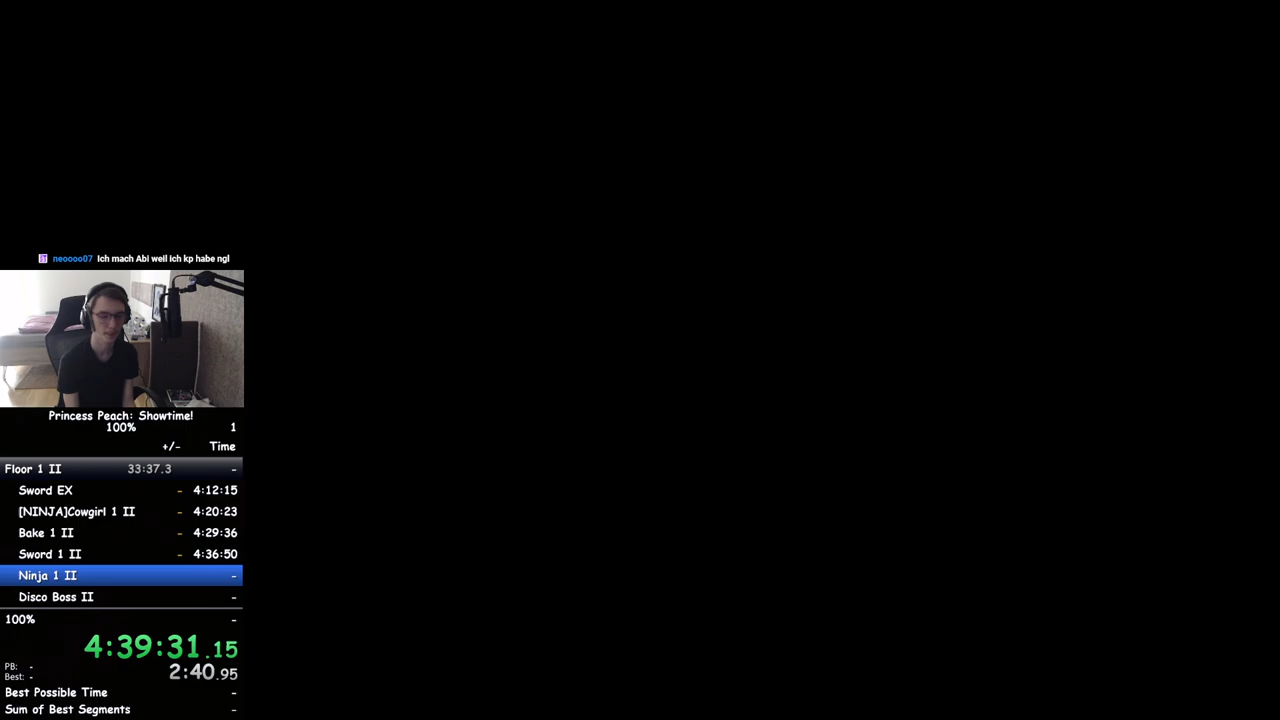 neoooo07 Ich mach Abi weil ich kp habe ngl
Princess Peach: Showtime!
100% 1
+/- Time
Floor 1 II 33:37.3 -
Sword EX - 4:12:15
[NINJA]Cowgirl 1 II - 4:20:23
Bake 1 II - 4:29:36
Sword 1 II - 4:36:50
Ninja 1 II -
Disco Boss II -
100% -
4:39:31.15
PB: - 2:40.95
Best: -
Best Possible Time -
Sum of Best Segments -